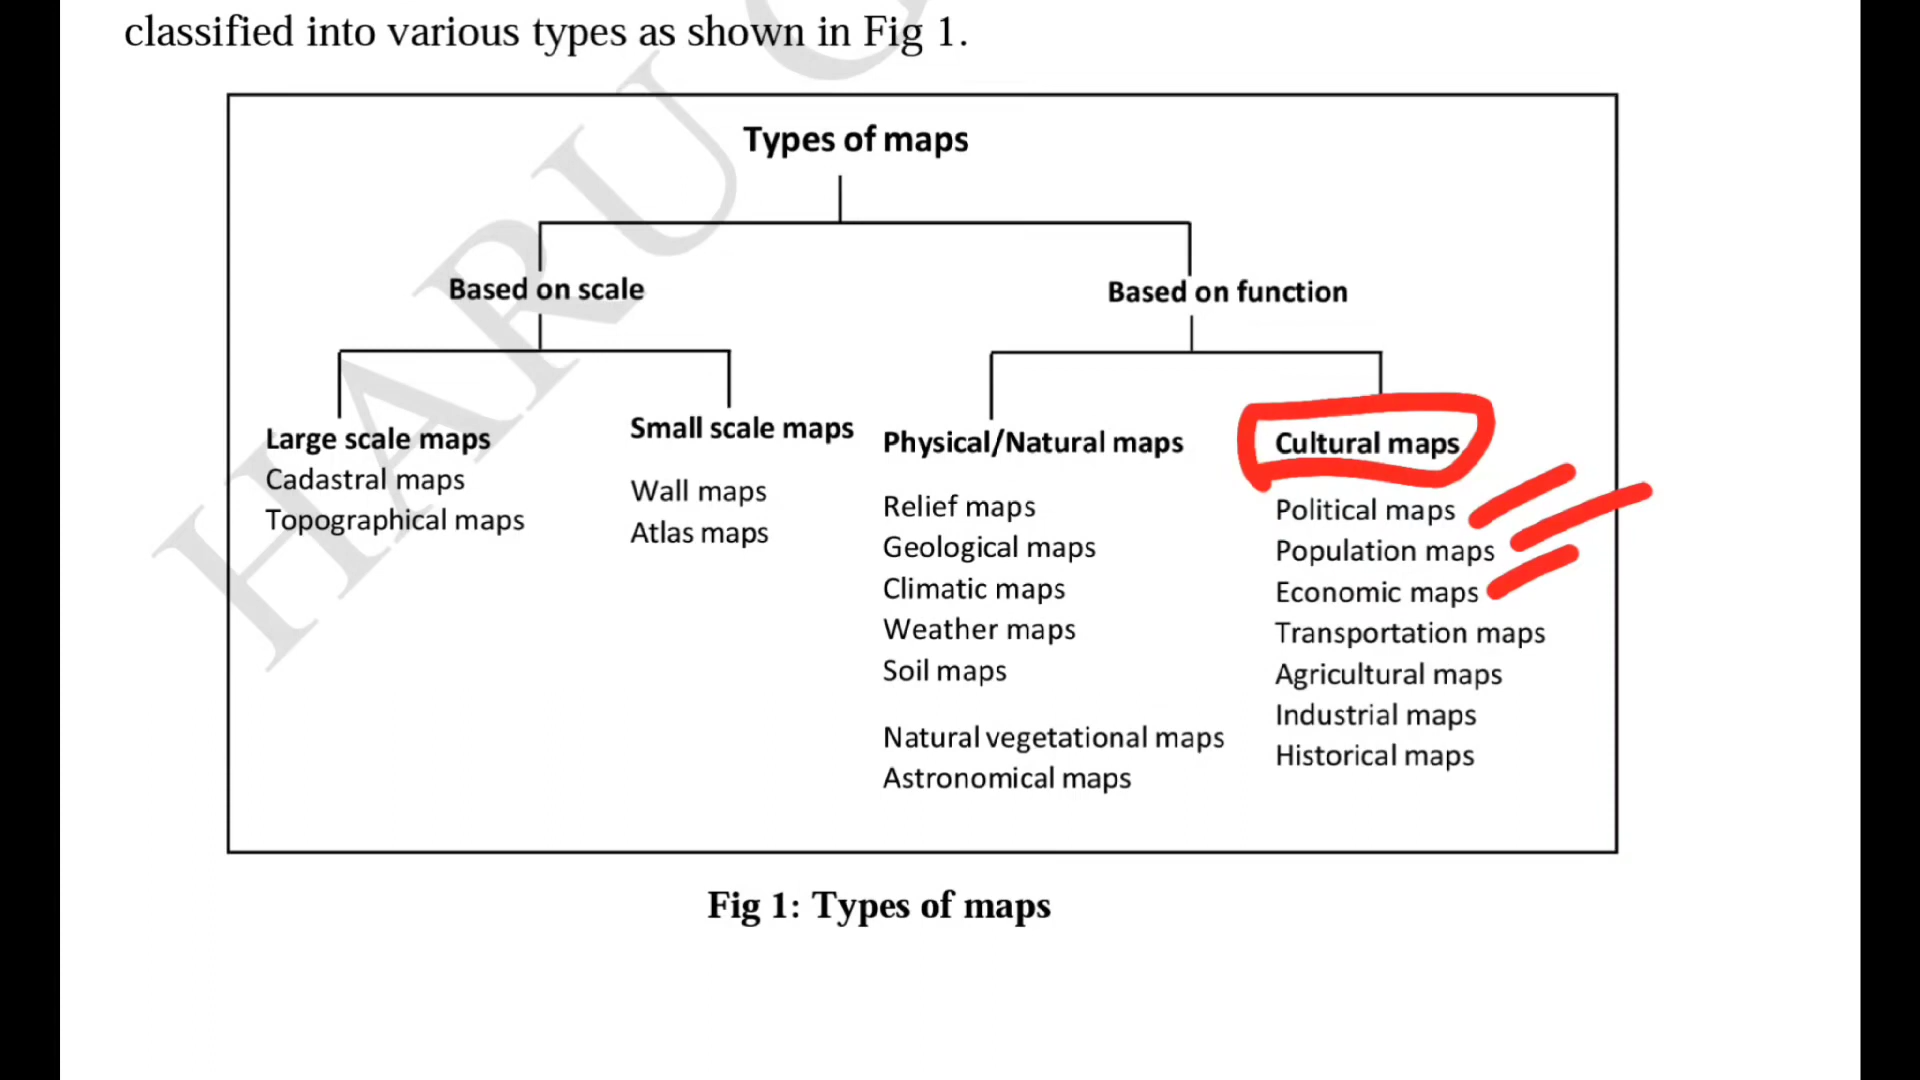 classified into various types as shown in Fig 1.
Types of maps
Based on scale
Based on function
Large scale maps
Cadastral maps
Topographical maps
Small scale maps
Wall maps
Atlas maps
Physical/Natural maps
Relief maps
Geological maps
Climatic maps
Weather maps
Soil maps
Natural vegetational maps
Astronomical maps
Cultural maps
Political maps
Population maps
Economic maps
Transportation maps
Agricultural maps
Industrial maps
Historical maps
Fig 1: Types of maps
HARU